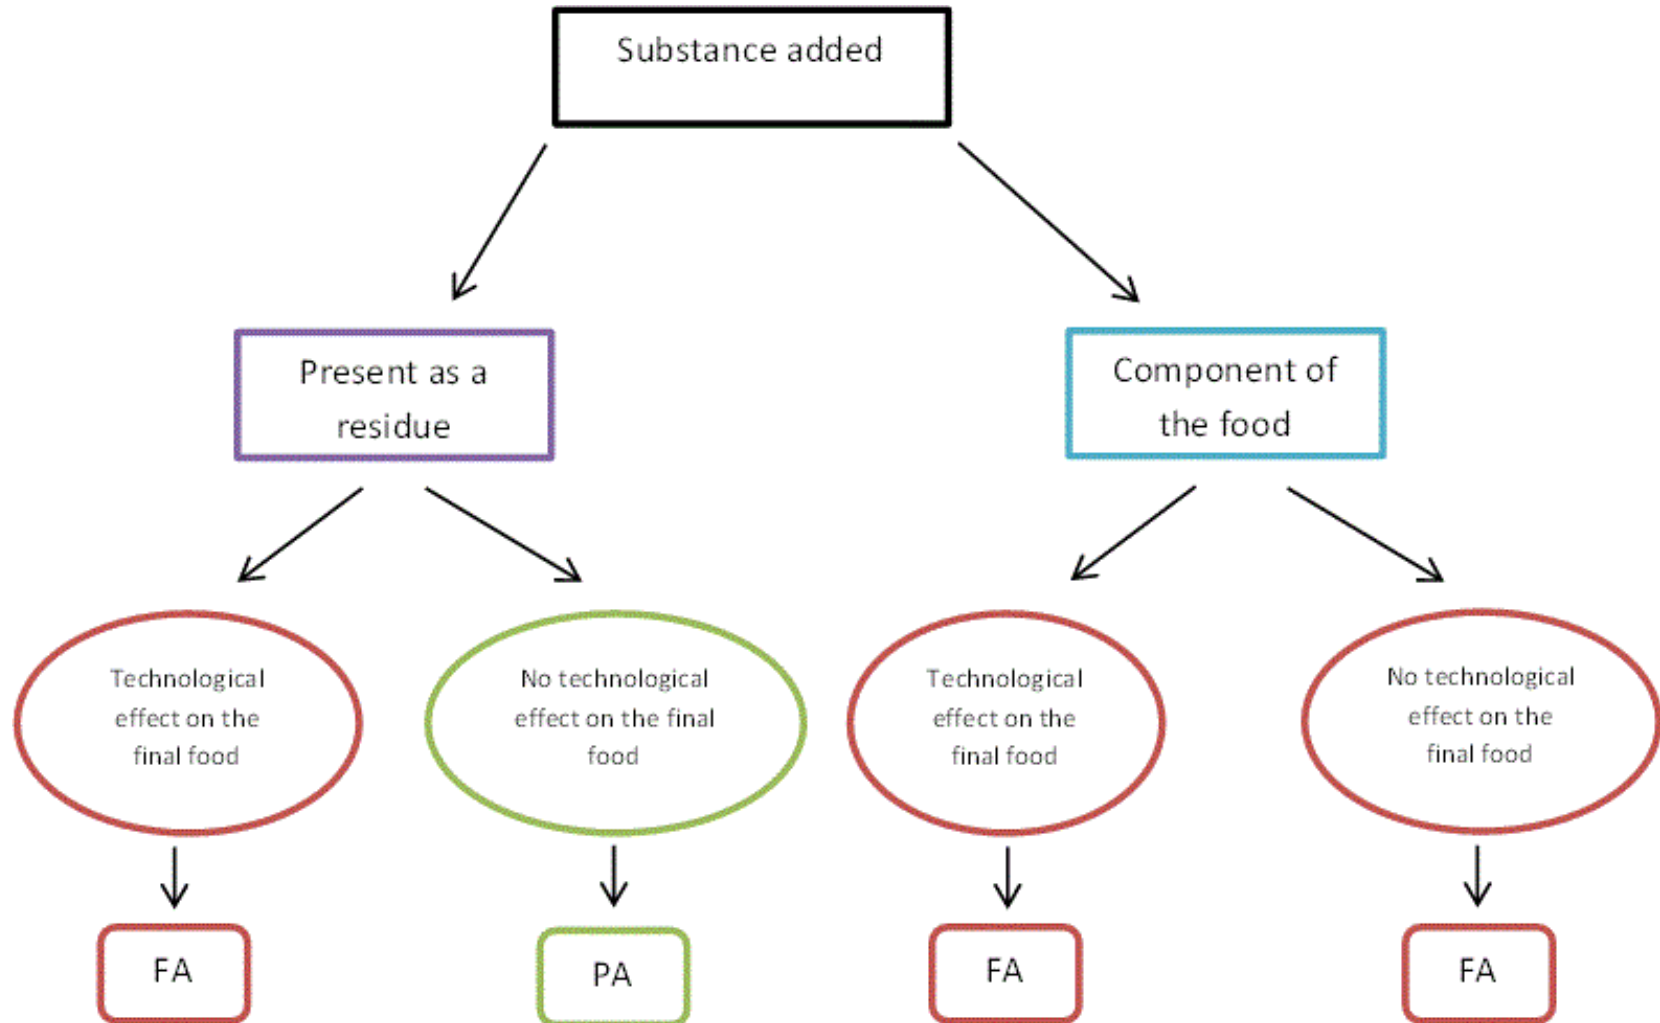 Substance added
Present as a
residue
Component of
the food
Technological
effect on the
final food
No technological
effect on the final
food
Technological
effect on the
final food
No technological
effect on the
final food
FA
PA
FA
FA